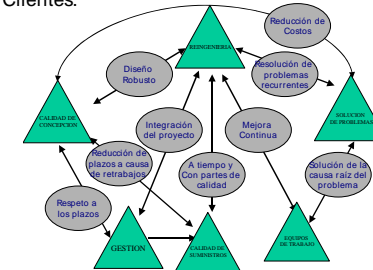 Clientes.
Reducción de
Costos
REINGENIERIA
Diseño
Robusto
Resolución de
problemas
recurrentes
CALIDAD DE
CONCEPCION
SOLUCION
DE PROBLEMAS
Integración
del proyecto
Mejora
Continua
Reducción de
plazos a causa
de retrabajos
A tiempo y
Con partes de
calidad
Solución de la
causa raíz del
problema
Respeto a
los plazos
GESTION
CALIDAD DE
SUMINISTROS
EQUIPOS
DE TRABAJO